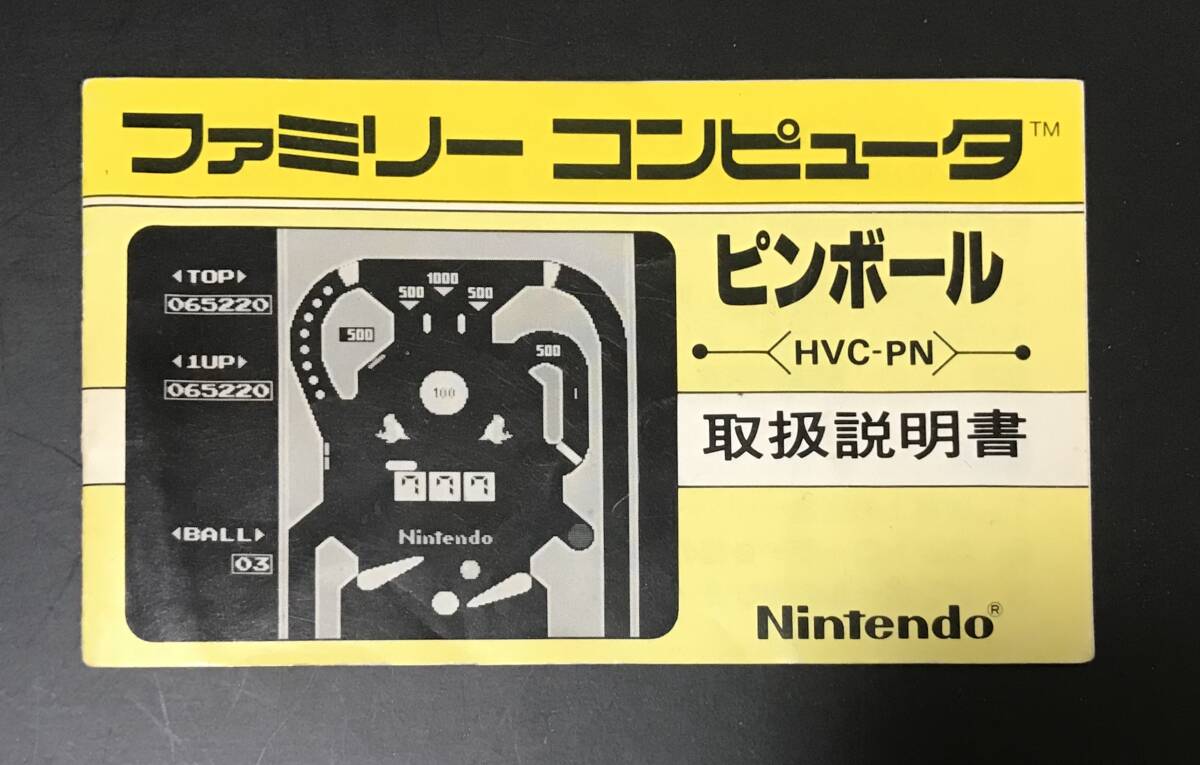 ファミリー コンピュータ™
ピンボール
HVC-PN
取扱説明書
Nintendo®
◀TOP▶
065220
◀1UP▶
065220
◀BALL▶
03
1000
500 500
500
500
100
777
Nintendo